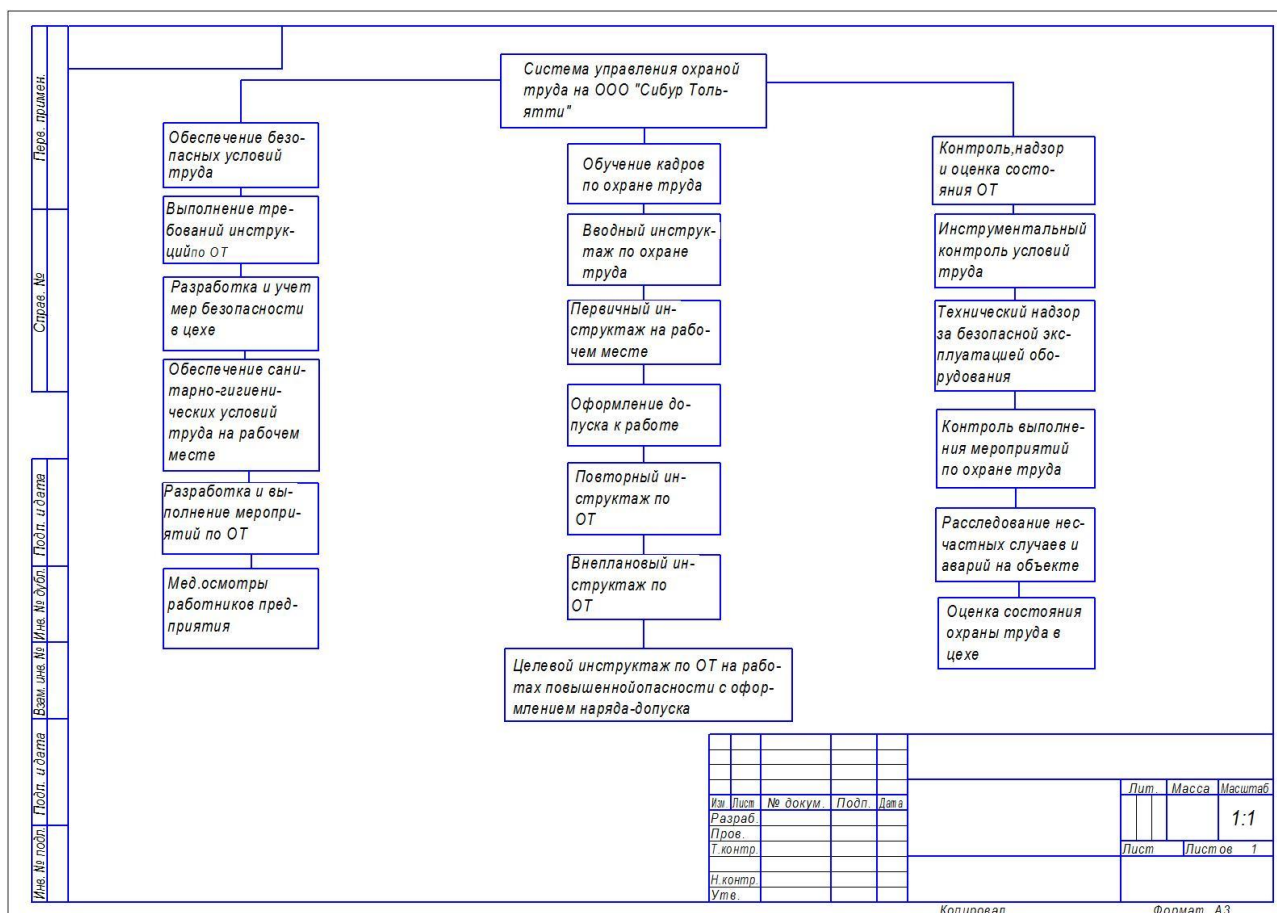 Система управления охраной
труда на ООО "Сибур Толь-
ятти"
Обеспечение безо-
пасных условий
труда
Выполнение тре-
бований инструк-
цийпо ОТ
Разработка и учет
мер безопасности
в цехе
Обеспечение сани-
тарно-гигиени-
ческих условий
труда на рабочем
месте
Разработка и вы-
полнение меропри-
ятий по ОТ
Мед.осмотры
работников пред-
приятия
Обучение кадров
по охране труда
Вводный инструк-
таж по охране
труда
Первичный ин-
структаж на рабо-
чем месте
Оформление до-
пуска к работе
Повторный ин-
структаж по
ОТ
Внеплановый ин-
структаж по
ОТ
Целевой инструктаж по ОТ на рабо-
тах повышеннойопасности с офор-
млением наряда-допуска
Контроль,надзор
и оценка состо-
яния ОТ
Инструментальный
контроль условий
труда
Технический надзор
за безопасной экс-
плуатацией обо-
рудования
Контроль выполне-
ния мероприятий
по охране труда
Расследование нес-
частных случаев и
аварий на объекте
Оценка состояния
охраны труда в
цехе
Перв. примен.
Справ. №
Подп. и дата
Инв. № дубл.
Взам. инв. №
Подп. и дата
Инв. № подл.
Изм. Лист № докум. Подп. Дата
Разраб.
Пров.
Т.контр.
Н.контр.
Утв.
Лит. Масса Масштаб
1:1
Лист Листов 1
Копировал Формат А3